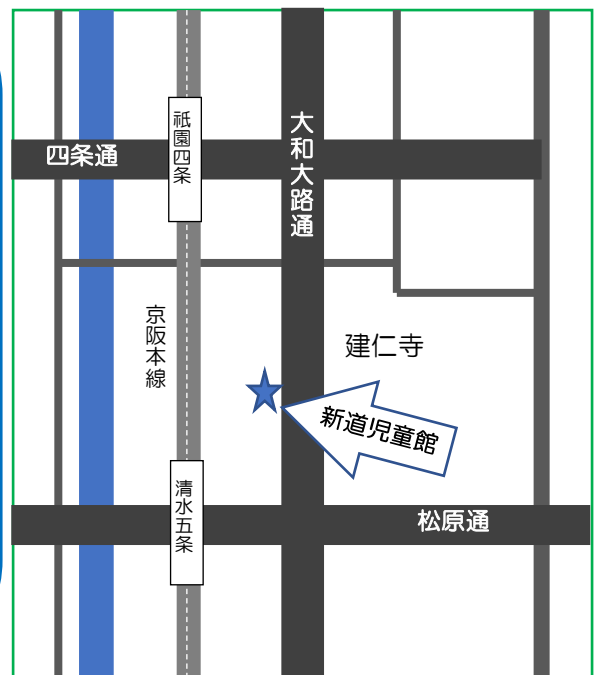 祇園四条
大和大路通
四条通
京阪本線
建仁寺
新道児童館
清水五条
松原通